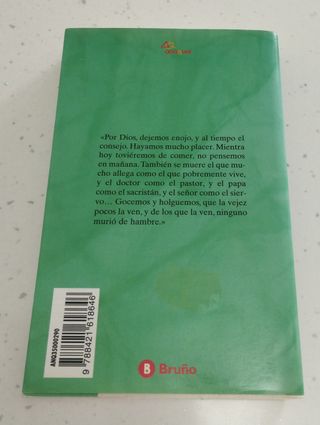 «Por Dios, dejemos enojo, y al tiempo el
consejo. Hayamos mucho placer. Mientra
hoy toviéremos de comer, no pensemos
en mañana. También se muere el que mu-
cho allega como el que pobremente vive,
y el doctor como el pastor, y el papa
como el sacristán, y el señor como el sier-
vo... Gocemos y holguemos, que la vejez
pocos la ven, y de los que la ven, ninguno
murió de hambre.»
ANQ35000290
9 788421 618646
B Bruño